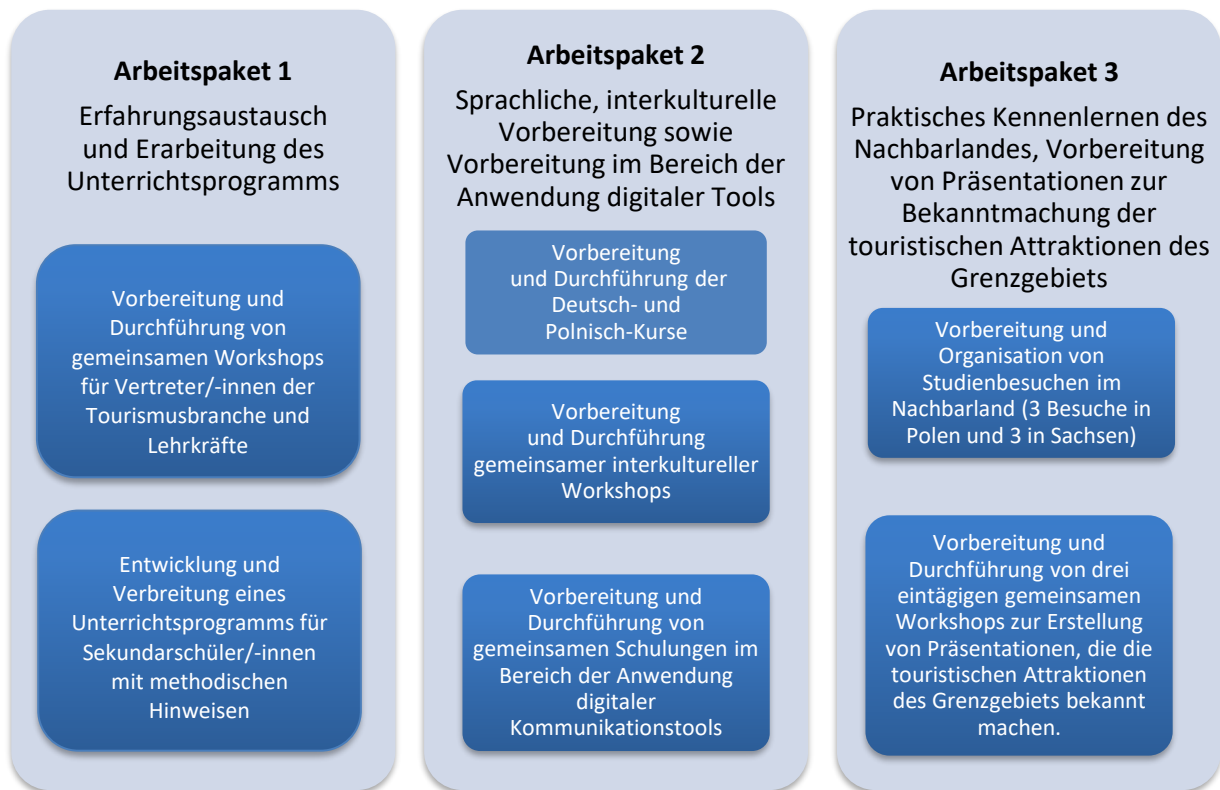 Arbeitspaket 1
Erfahrungsaustausch
und Erarbeitung des
Unterrichtsprogramms
Vorbereitung und
Durchführung von
gemeinsamen Workshops
für Vertreter/-innen der
Tourismusbranche und
Lehrkräfte
Entwicklung und
Verbreitung eines
Unterrichtsprogramms für
Sekundarschüler/-innen
mit methodischen
Hinweisen
Arbeitspaket 2
Sprachliche, interkulturelle
Vorbereitung sowie
Vorbereitung im Bereich der
Anwendung digitaler Tools
Vorbereitung
und Durchführung der
Deutsch- und
Polnisch-Kurse
Vorbereitung
und Durchführung
gemeinsamer interkultureller
Workshops
Vorbereitung und
Durchführung von
gemeinsamen Schulungen im
Bereich der Anwendung
digitaler
Kommunikationstools
Arbeitspaket 3
Praktisches Kennenlernen des
Nachbarlandes, Vorbereitung
von Präsentationen zur
Bekanntmachung der
touristischen Attraktionen des
Grenzgebiets
Vorbereitung und
Organisation von
Studienbesuchen im
Nachbarland (3 Besuche in
Polen und 3 in Sachsen)
Vorbereitung und
Durchführung von drei
eintägigen gemeinsamen
Workshops zur Erstellung
von Präsentationen, die die
touristischen Attraktionen
des Grenzgebiets bekannt
machen.